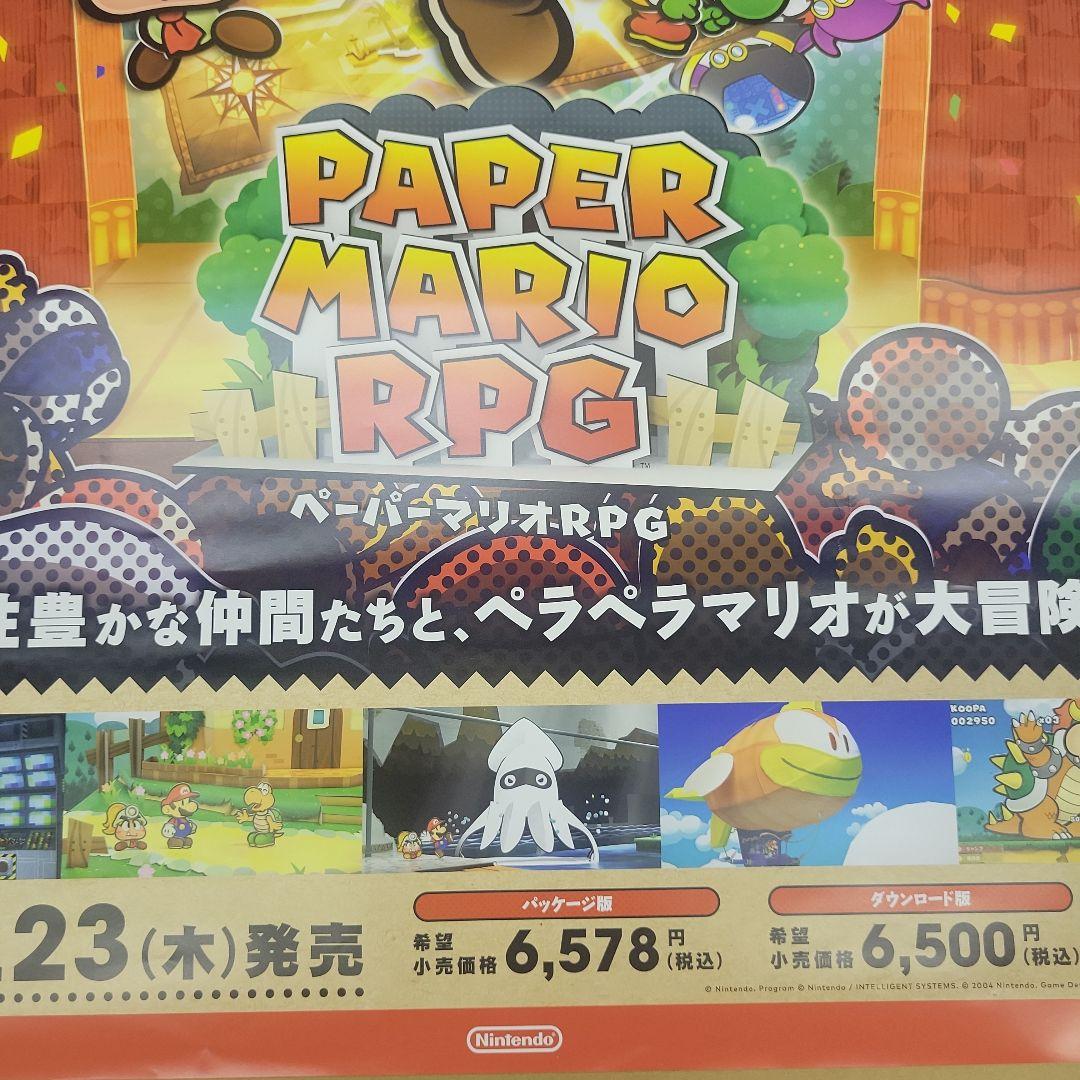 PAPER
MARIO
RPG
TM
ペーパーマリオRPG
性豊かな仲間たちと、ペラペラマリオが大冒険
KOOPA
002950 x03
.23(木)発売
パッケージ版
希望
小売価格 6,578円(税込)
ダウンロード版
希望
小売価格 6,500円(税込)
© Nintendo. Program © Nintendo / INTELLIGENT SYSTEMS. © 2004 Nintendo. Game De
Nintendo